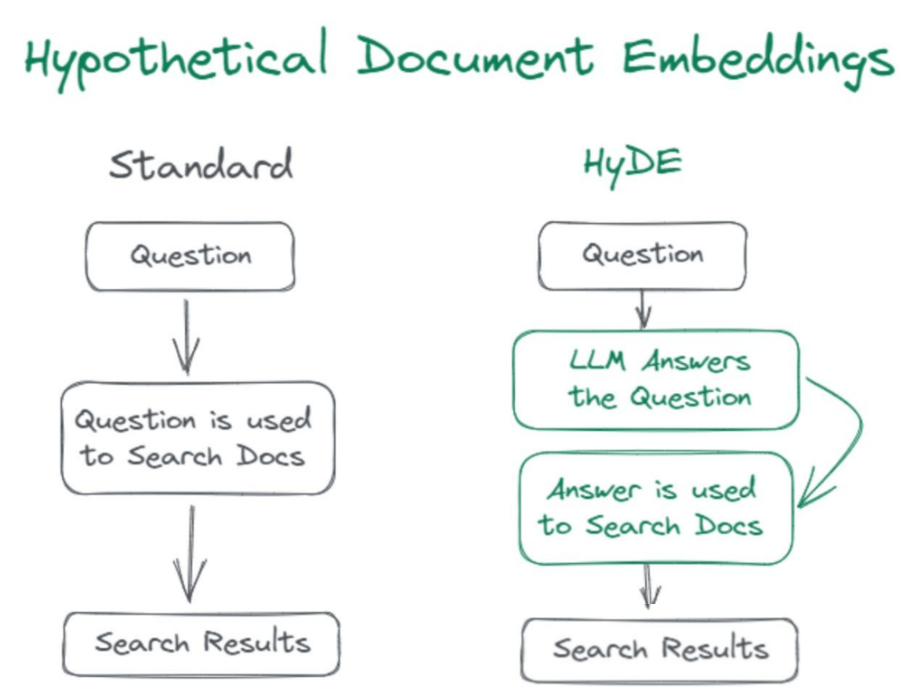 Hypothetical Document Embeddings
Standard
Question
Question is used
to Search Docs
Search Results
HyDE
Question
LLM Answers
the Question
Answer is used
to Search Docs
Search Results